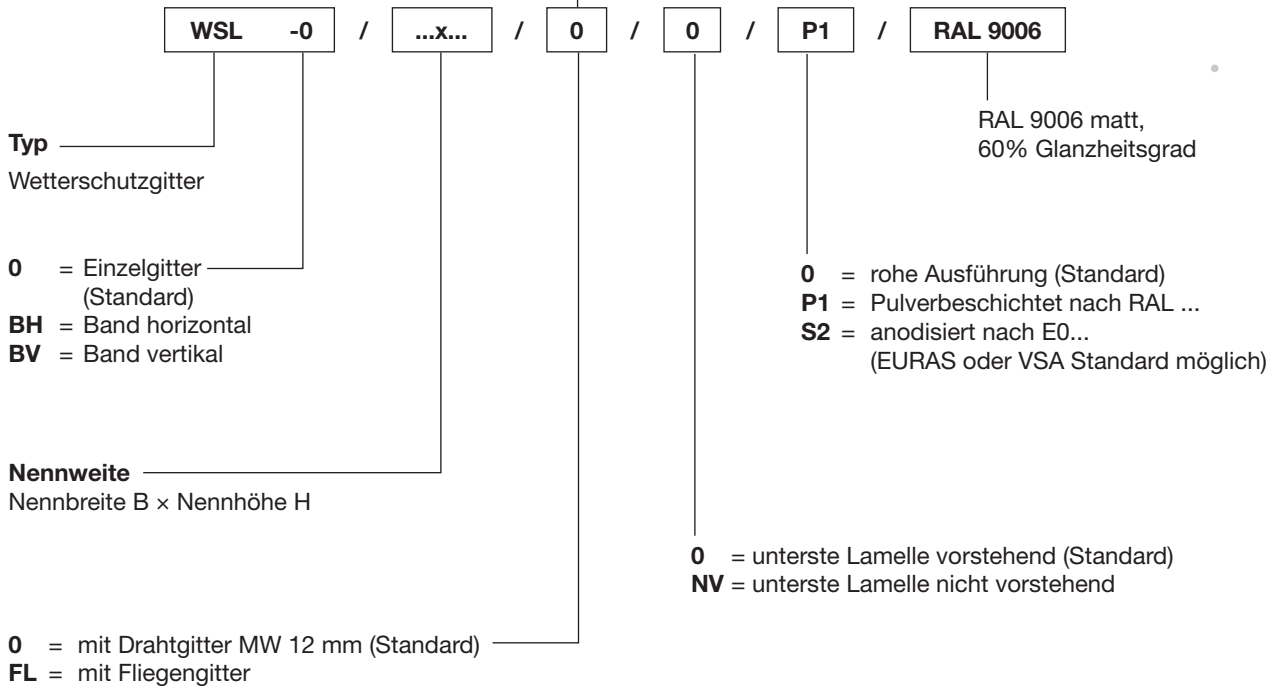 WSL -0 / ...x... / 0 / 0 / P1 / RAL 9006
RAL 9006 matt,
60% Glanzheitsgrad
Typ
Wetterschutzgitter
0 = Einzelgitter
(Standard)
BH = Band horizontal
BV = Band vertikal
0 = rohe Ausführung (Standard)
P1 = Pulverbeschichtet nach RAL ...
S2 = anodisiert nach E0...
(EURAS oder VSA Standard möglich)
Nennweite
Nennbreite B × Nennhöhe H
0 = unterste Lamelle vorstehend (Standard)
NV = unterste Lamelle nicht vorstehend
0 = mit Drahtgitter MW 12 mm (Standard)
FL = mit Fliegengitter